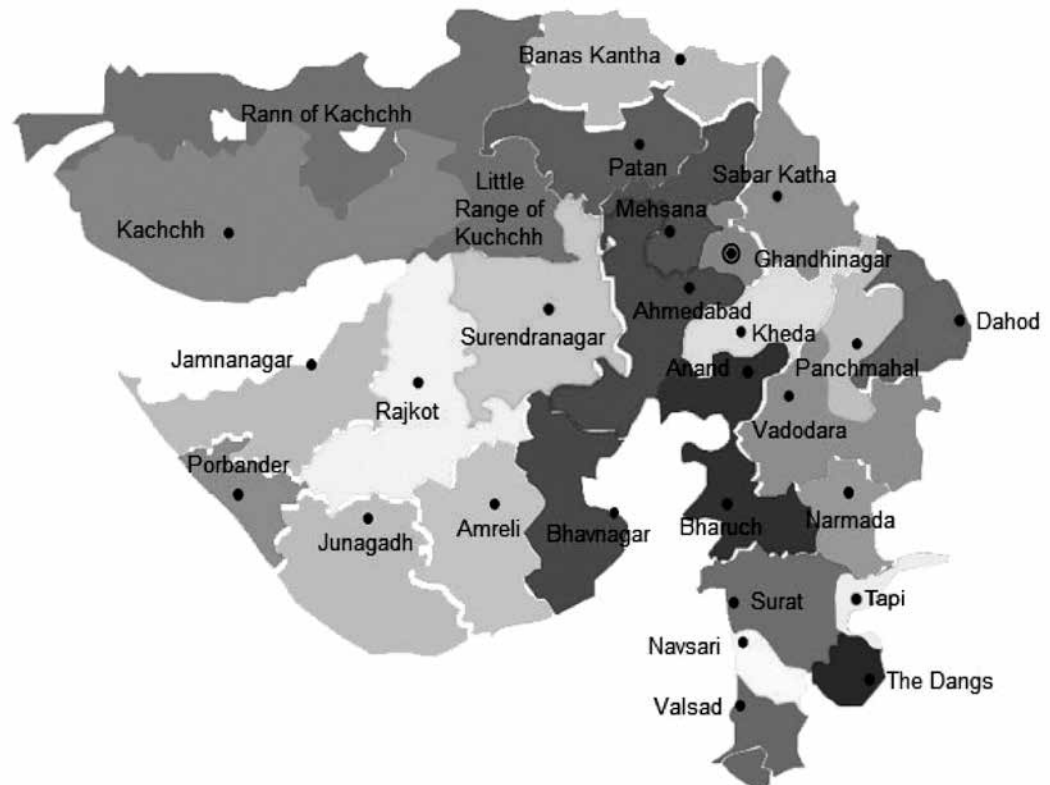 Banas Kantha
Rann of Kachchh
Patan
Sabar Katha
Little
Range of
Kuchchh
Mehsana
Kachchh
Ghandhinagar
Ahmedabad
Surendranagar
Kheda
Dahod
Jamnanagar
Anand
Panchmahal
Rajkot
Vadodara
Porbander
Junagadh
Amreli
Bhavnagar
Bharuch
Narmada
Surat
Tapi
Navsari
The Dangs
Valsad